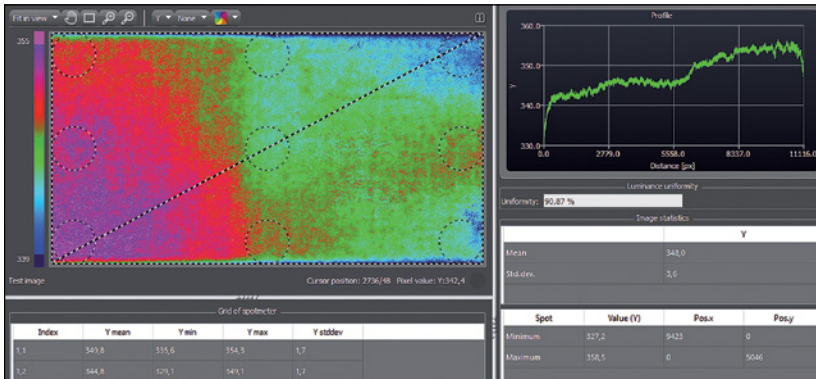 Fit in view Y None
355
339
Test image Cursor position: 2736/48 Pixel value: Y:342,4
Grid of spotmeter
Index Y mean Y min Y max Y stddev
1,1 349,8 335,6 354,3 1,7
1,2 344,8 329,1 349,1 1,7
Profile
360.0
350.0
340.0
330.0
Y
0.0 2779,0 5558.0 8337.0 11116.0
Distance [px]
Luminance uniformity
Uniformity: 90,87 %
Image statistics
Y
Mean 348,0
Std.dev. 3,6
Spot Value (Y) Pos.x Pos.y
Minimum 327,2 9423 0
Maximum 358,5 0 5046